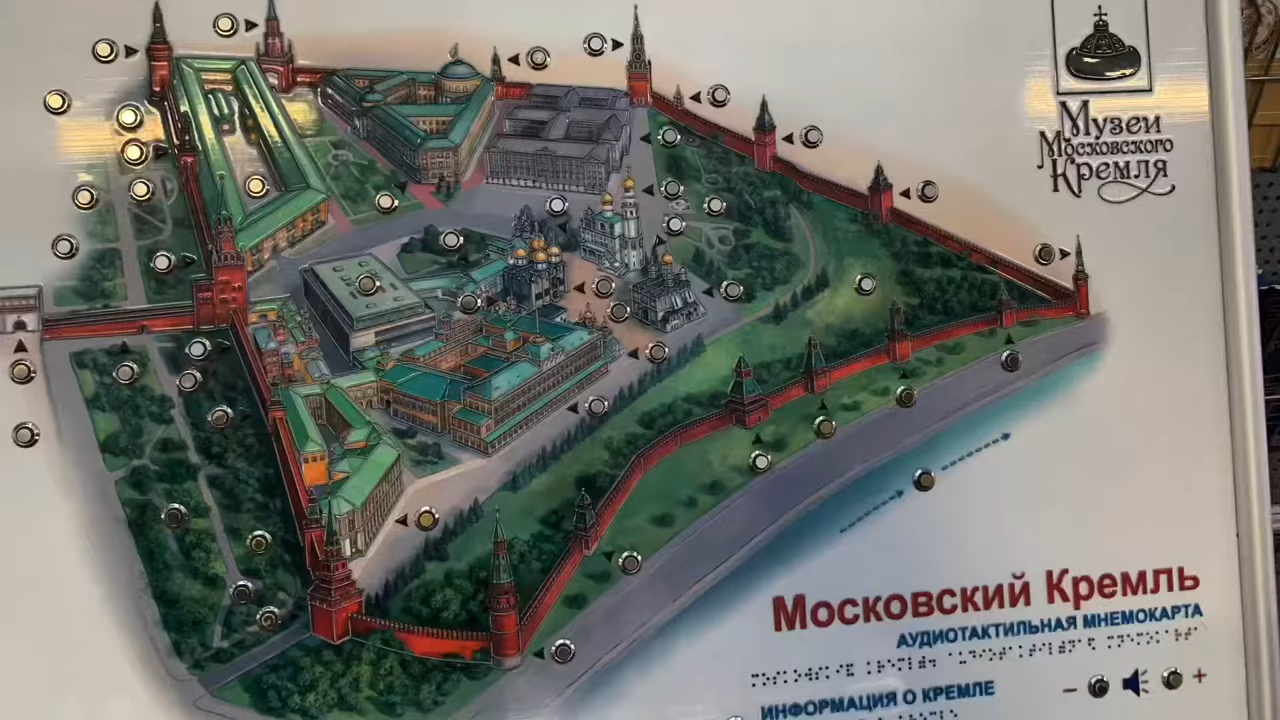 Музеи
Московского
Кремля
Московский Кремль
АУДИОТАКТИЛЬНАЯ МНЕМОКАРТА
ИНФОРМАЦИЯ О КРЕМЛЕ
− +